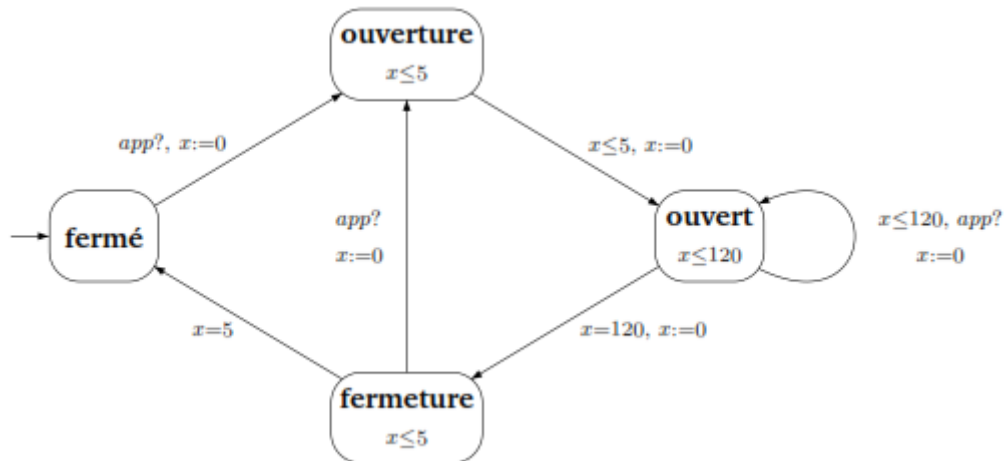 ouverture
x≤5
app?, x:=0
x≤5, x:=0
fermé
app?
x:=0
ouvert
x≤120
x≤120, app?
x:=0
x=5
x=120, x:=0
fermeture
x≤5